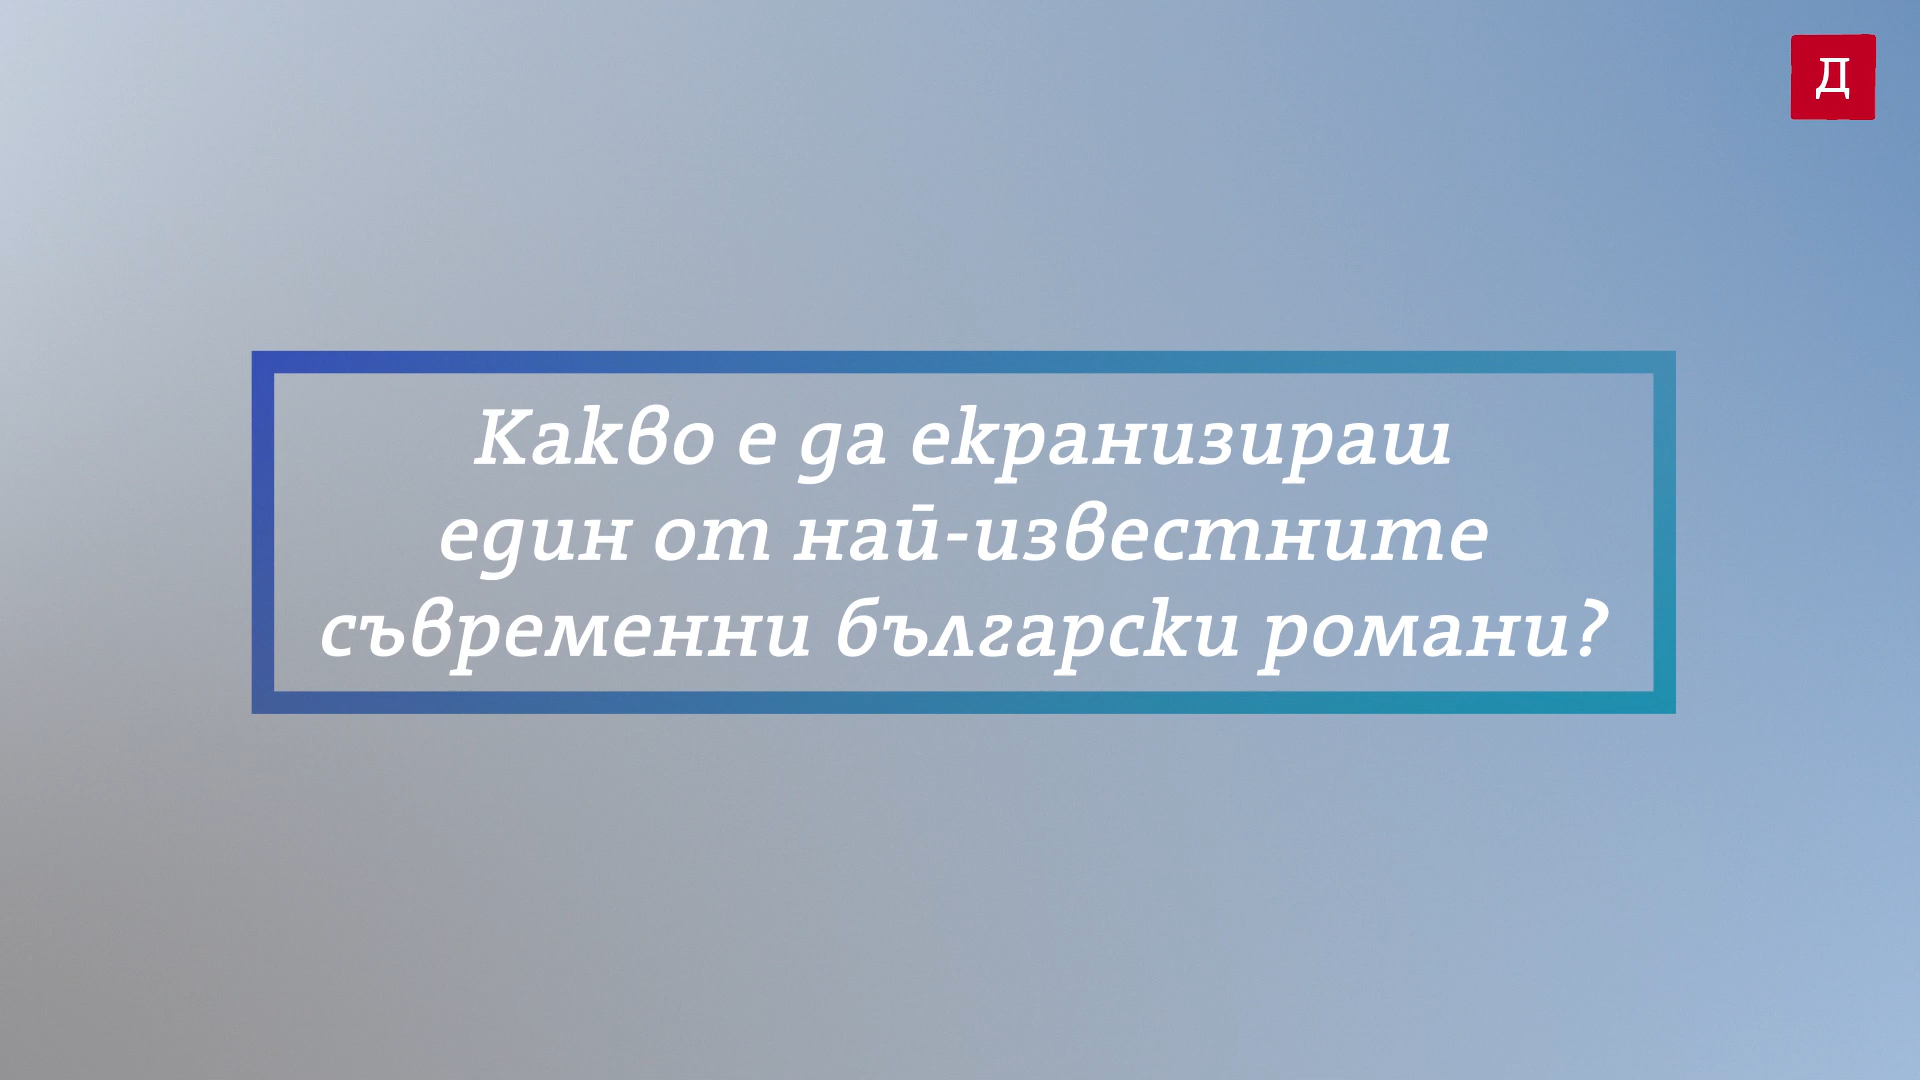 Д
Какво е да екранизираш
един от най-известните
съвременни български романи?